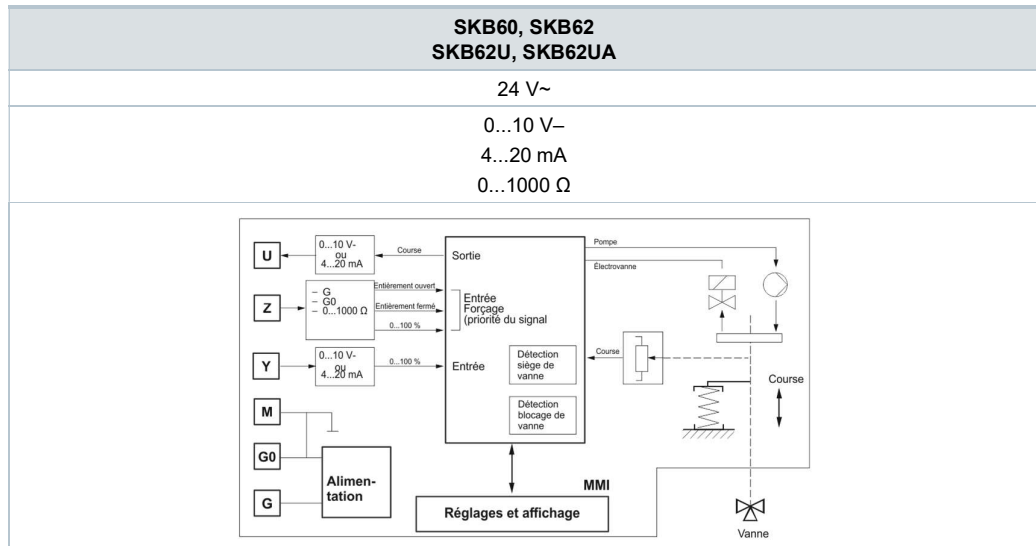 SKB60, SKB62
SKB62U, SKB62UA
24 V~
0...10 V–
4...20 mA
0...1000 Ω
U
0...10 V-
ou
4...20 mA
Course
Sortie
Pompe
Électrovanne
Z
– G
– G0
– 0...1000 Ω
Entièrement ouvert
Entièrement fermé
0...100 %
Entrée
Forçage
(priorité du signal
Y
0...10 V-
ou
4...20 mA
0...100 %
Entrée
Détection
siège de
vanne
Course
Détection
blocage de
vanne
Course
M
G0
G
Alimen-
tation
MMI
Réglages et affichage
Vanne